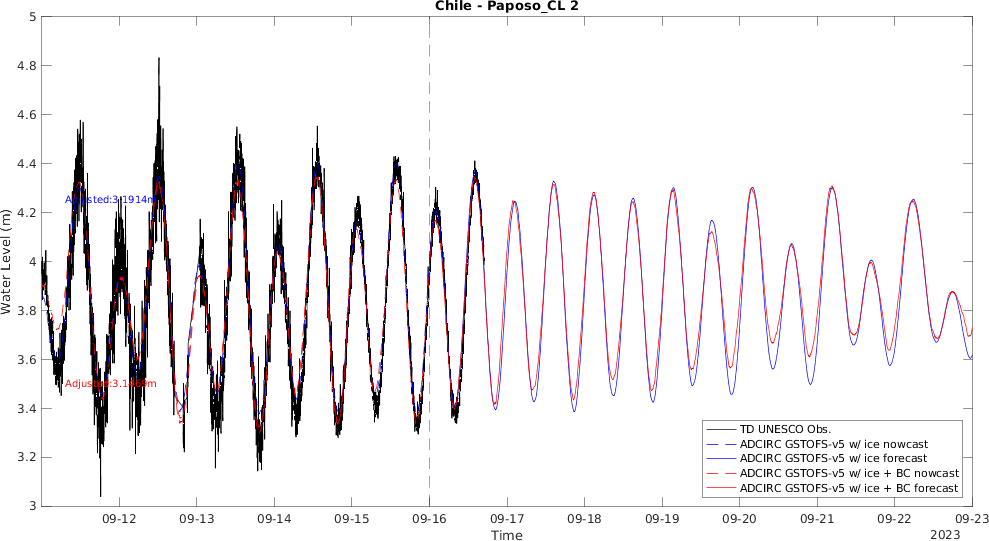 Chile - Paposo_CL 2
5
4.8
4.6
4.4
4.2
4
3.8
3.6
3.4
3.2
3
Water Level (m)
Adjusted:3.1914m
TD UNESCO Obs.
ADCIRC GSTOFS-v5 w/ ice nowcast
ADCIRC GSTOFS-v5 w/ ice forecast
ADCIRC GSTOFS-v5 w/ ice + BC nowcast
ADCIRC GSTOFS-v5 w/ ice + BC forecast
09-12
09-13
09-14
09-15
09-16
09-17
09-18
09-19
09-20
09-21
09-22
09-23
Time
2023